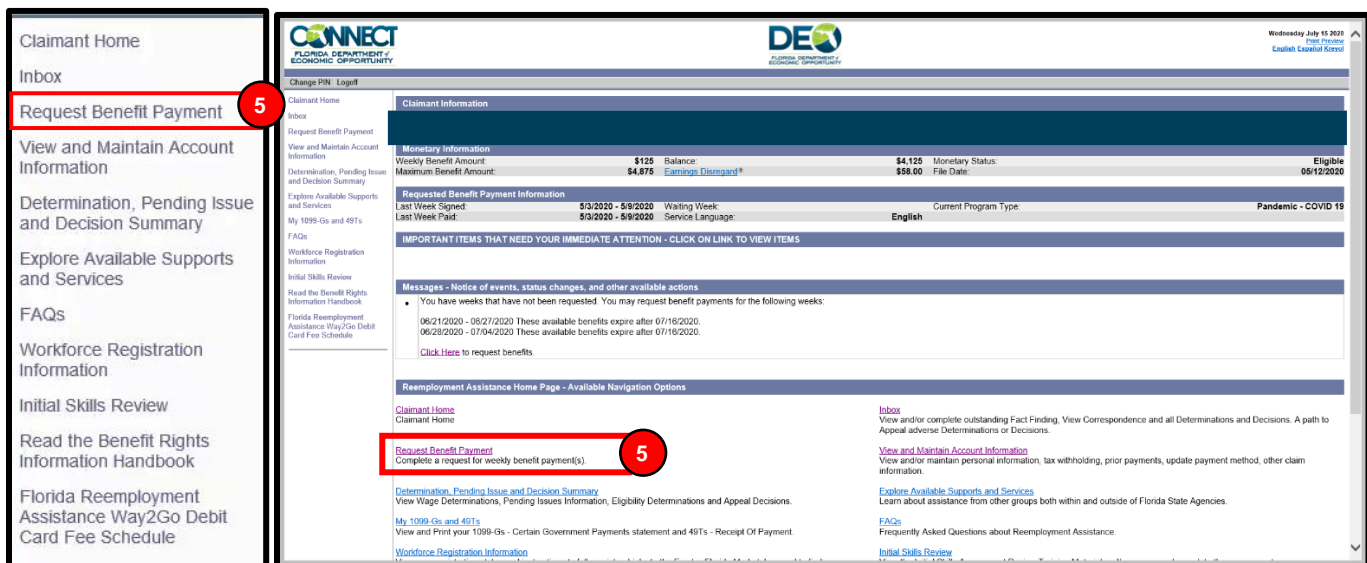 Claimant Home
Inbox
Request Benefit Payment
5
View and Maintain Account
Information
Determination, Pending Issue
and Decision Summary
Explore Available Supports
and Services
FAQs
Workforce Registration
Information
Initial Skills Review
Read the Benefit Rights
Information Handbook
Florida Reemployment
Assistance Way2Go Debit
Card Fee Schedule
CONNECT
FLORIDA DEPARTMENT of
ECONOMIC OPPORTUNITY
DEO
FLORIDA DEPARTMENT of
ECONOMIC OPPORTUNITY
Wednesday July 15 2020
Print Preview
English Español Kreyol
Change PIN Logoff
Claimant Home
Inbox
Request Benefit Payment
View and Maintain Account
Information
Determination, Pending Issue
and Decision Summary
Explore Available Supports
and Services
My 1099-Gs and 49Ts
FAQs
Workforce Registration
Information
Initial Skills Review
Read the Benefit Rights
Information Handbook
Florida Reemployment
Assistance Way2Go Debit
Card Fee Schedule
Claimant Information
Monetary Information
Weekly Benefit Amount: $125 Balance: $4,125 Monetary Status: Eligible
Maximum Benefit Amount: $4,875 Earnings Disregard $58.00 File Date: 05/12/2020
Requested Benefit Payment Information
Last Week Signed: 5/3/2020 - 5/9/2020 Waiting Week: Current Program Type: Pandemic - COVID 19
Last Week Paid: 5/3/2020 - 5/9/2020 Service Language: English
IMPORTANT ITEMS THAT NEED YOUR IMMEDIATE ATTENTION - CLICK ON LINK TO VIEW ITEMS
Messages - Notice of events, status changes, and other available actions
• You have weeks that have not been requested. You may request benefit payments for the following weeks:
06/21/2020 - 06/27/2020 These available benefits expire after 07/16/2020.
06/28/2020 - 07/04/2020 These available benefits expire after 07/16/2020.
Click Here to request benefits.
Reemployment Assistance Home Page - Available Navigation Options
Claimant Home
Claimant Home
Inbox
View and/or complete outstanding Fact Finding, View Correspondence and all Determinations and Decisions. A path to
Appeal adverse Determinations or Decisions.
Request Benefit Payment
Complete a request for weekly benefit payment(s).
5
View and Maintain Account Information
View and/or maintain personal information, tax withholding, prior payments, update payment method, other claim
information.
Determination, Pending Issue and Decision Summary
View Wage Determinations, Pending Issues Information, Eligibility Determinations and Appeal Decisions.
Explore Available Supports and Services
Learn about assistance from other groups both within and outside of Florida State Agencies.
My 1099-Gs and 49Ts
View and Print your 1099-Gs - Certain Government Payments statement and 49Ts - Receipt Of Payment.
FAQs
Frequently Asked Questions about Reemployment Assistance.
Workforce Registration Information
Initial Skills Review